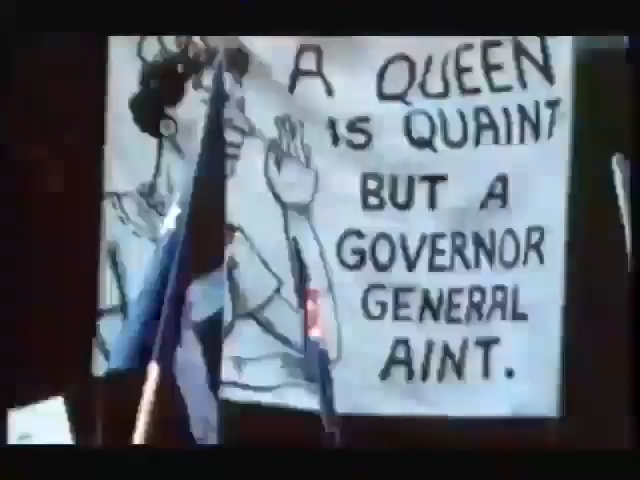 A QUEEN
IS QUAINT
BUT A
GOVERNOR
GENERAL
AINT.